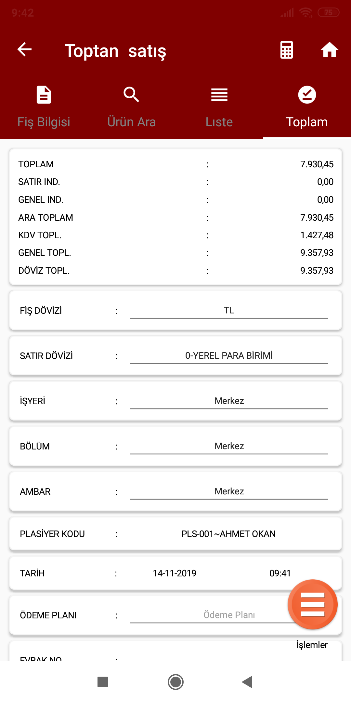 9:42
Toptan satış
Fiş Bilgisi
Ürün Ara
Lıste
Toplam
TOPLAM : 7.930,45
SATIR IND. : 0,00
GENEL IND. : 0,00
ARA TOPLAM : 7.930,45
KDV TOPL. : 1.427,48
GENEL TOPL. : 9.357,93
DÖVİZ TOPL. : 9.357,93
FİŞ DÖVİZİ : TL
SATIR DÖVİZİ : 0-YEREL PARA BİRİMİ
İŞYERİ : Merkez
BÖLÜM : Merkez
AMBAR : Merkez
PLASİYER KODU : PLS-001~AHMET OKAN
TARİH : 14-11-2019 09:41
ÖDEME PLANI : Ödeme Planı
İşlemler
EVRAK NO :